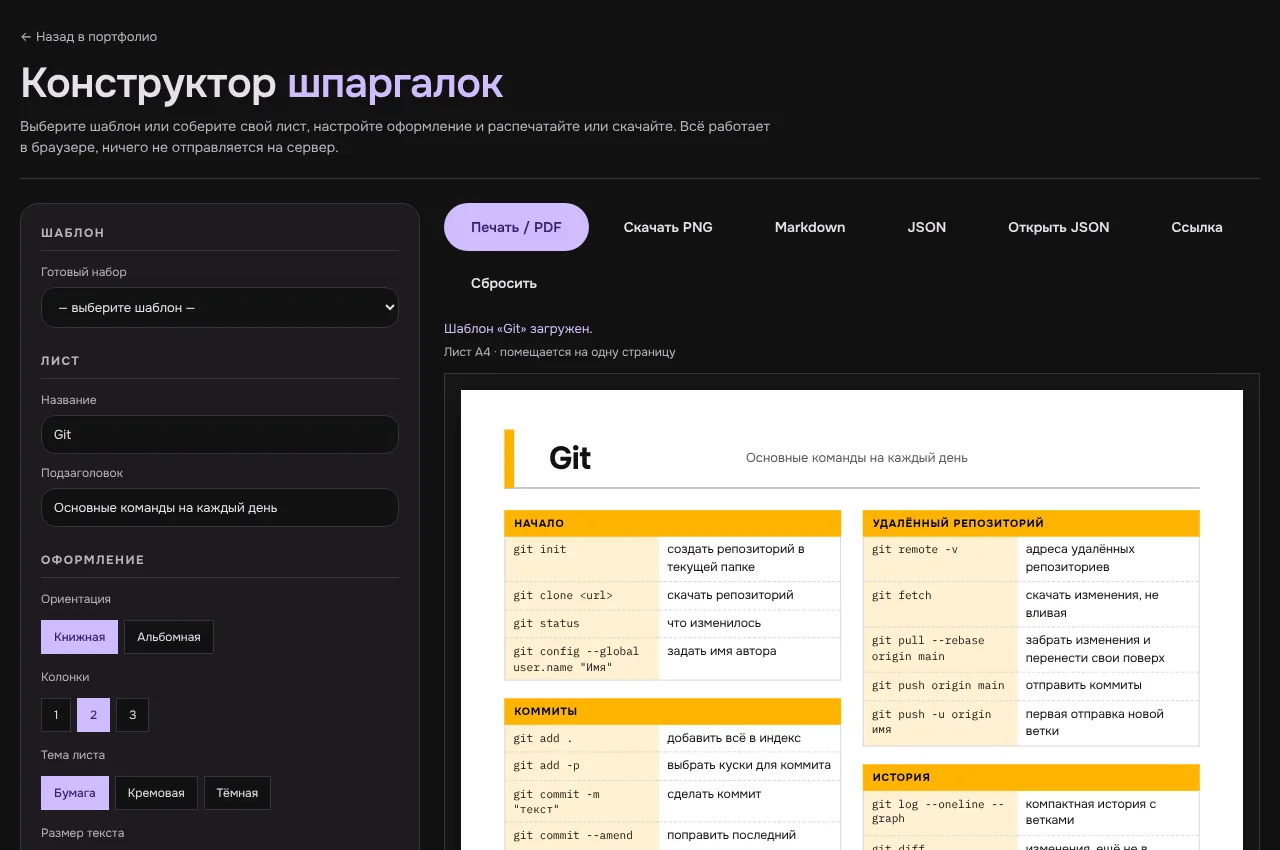 ← Назад в портфолио
Конструктор шпаргалок
Выберите шаблон или соберите свой лист, настройте оформление и распечатайте или скачайте. Всё работает
в браузере, ничего не отправляется на сервер.
ШАБЛОН
Готовый набор
— выберите шаблон —
ЛИСТ
Название
Git
Подзаголовок
Основные команды на каждый день
ОФОРМЛЕНИЕ
Ориентация
Книжная Альбомная
Колонки
1 2 3
Тема листа
Бумага Кремовая Тёмная
Размер текста
Печать / PDF Скачать PNG Markdown JSON Открыть JSON Ссылка
Сбросить
Шаблон «Git» загружен.
Лист A4 · помещается на одну страницу
Git
Основные команды на каждый день
НАЧАЛО
git init создать репозиторий в
текущей папке
git clone <url> скачать репозиторий
git status что изменилось
git config --global задать имя автора
user.name "Имя"
КОММИТЫ
git add . добавить всё в индекс
git add -p выбрать куски для коммита
git commit -m сделать коммит
"текст"
git commit --amend поправить последний
УДАЛЁННЫЙ РЕПОЗИТОРИЙ
git remote -v адреса удалённых
репозиториев
git fetch скачать изменения, не
вливая
git pull --rebase забрать изменения и
origin main перенести свои поверх
git push origin main отправить коммиты
git push -u origin первая отправка новой
имя ветки
ИСТОРИЯ
git log --oneline -- компактная история с
graph ветками
git diff изменения, ещё не в